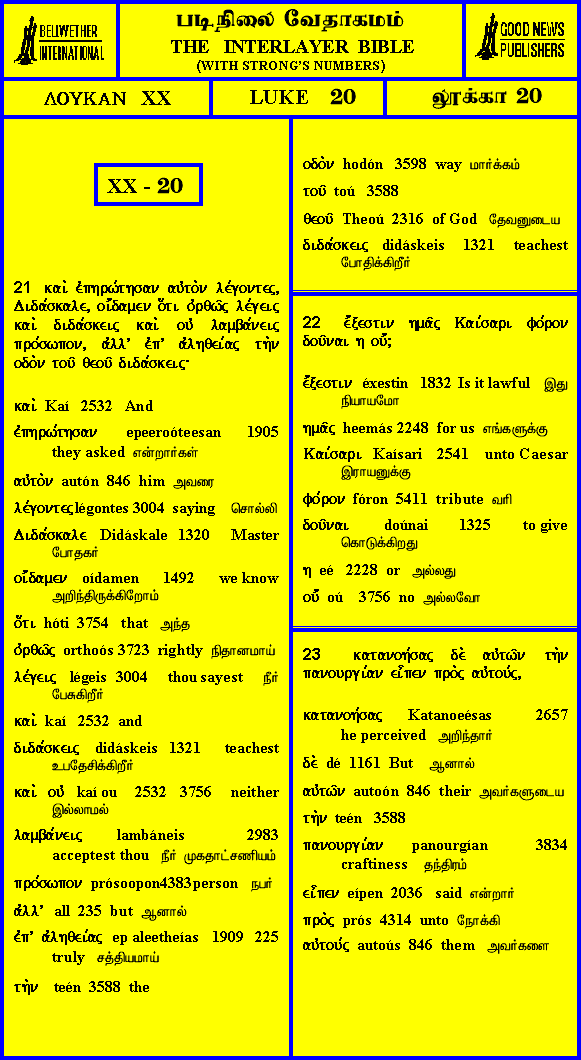 BELLWETHER
INTERNATIONAL
படிநிலை வேதாகமம்
THE INTERLAYER BIBLE
(WITH STRONG'S NUMBERS)
GOOD NEWS
PUBLISHERS
ΛΟΥΚΑΝ XX
LUKE 20
லூக்கா 20
XX - 20
21 καὶ ἐπηρώτησαν αὐτὸν λέγοντες,
Διδάσκαλε, οἴδαμεν ὅτι ὀρθῶς λέγεις
καὶ διδάσκεις καὶ οὐ λαμβάνεις
πρόσωπον, ἀλλ' ἐπ' ἀληθείας τὴν
οδὸν τοῦ θεοῦ διδάσκεις·
καὶ Kaí 2532 And
ἐπηρώτησαν epeeroóteesan 1905
they asked என்றார்கள்
αὐτὸν autón 846 him அவரை
λέγοντες légontes 3004 saying சொல்லி
Διδάσκαλε Didáskale 1320 Master
போதகர்
οἴδαμεν oídamen 1492 we know
அறிந்திருக்கிறோம்
ὅτι hóti 3754 that அந்த
ὀρθῶς orthoós 3723 rightly நிதானமாய்
λέγεις légeis 3004 thou sayest நீர்
பேசுகிறீர்
καὶ kaí 2532 and
διδάσκεις didáskeis 1321 teachest
உபதேசிக்கிறீர்
καὶ οὐ kaí ou 2532 3756 neither
இல்லாமல்
λαμβάνεις lambáneis 2983
acceptest thou நீர் முகதாட்சணியம்
πρόσωπον prósoopon 4383 person நபர்
ἀλλ' all 235 but ஆனால்
ἐπ' ἀληθείας ep aleetheías 1909 225
truly சத்தியமாய்
τὴν teén 3588 the
οδὸν hodón 3598 way மார்க்கம்
τοῦ toú 3588
θεοῦ Theoú 2316 of God தேவனுடைய
διδάσκεις didáskeis 1321 teachest
போதிக்கிறீர்
22 ἔξεστιν ημᾶς Καίσαρι φόρον
δοῦναι η οὔ;
ἔξεστιν éxestin 1832 Is it lawful இது
நியாயமோ
ημᾶς heemás 2248 for us எங்களுக்கு
Καίσαρι Kaísari 2541 unto Caesar
இராயனுக்கு
φόρον fóron 5411 tribute வரி
δοῦναι doúnai 1325 to give
கொடுக்கிறது
η eé 2228 or அல்லது
οὔ oú 3756 no அல்லவோ
23 κατανοήσας δὲ αὐτῶν τὴν
πανουργίαν εἶπεν πρὸς αὐτούς,
κατανοήσας Katanoeésas 2657
he perceived அறிந்தார்
δὲ dé 1161 But ஆனால்
αὐτῶν autoón 846 their அவர்களுடைய
τὴν teén 3588
πανουργίαν panourgían 3834
craftiness தந்திரம்
εἶπεν eípen 2036 said என்றார்
πρὸς prós 4314 unto நோக்கி
αὐτούς autoús 846 them அவர்களை